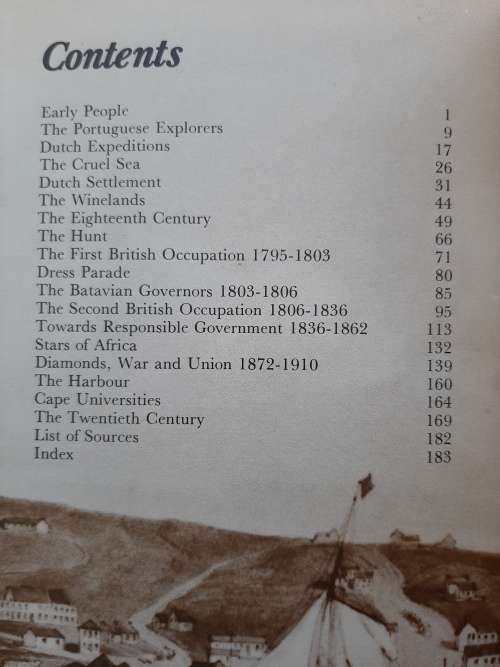 Contents
Early People 1
The Portuguese Explorers 9
Dutch Expeditions 17
The Cruel Sea 26
Dutch Settlement 31
The Winelands 44
The Eighteenth Century 49
The Hunt 66
The First British Occupation 1795-1803 71
Dress Parade 80
The Batavian Governors 1803-1806 85
The Second British Occupation 1806-1836 95
Towards Responsible Government 1836-1862 113
Stars of Africa 132
Diamonds, War and Union 1872-1910 139
The Harbour 160
Cape Universities 164
The Twentieth Century 169
List of Sources 182
Index 183